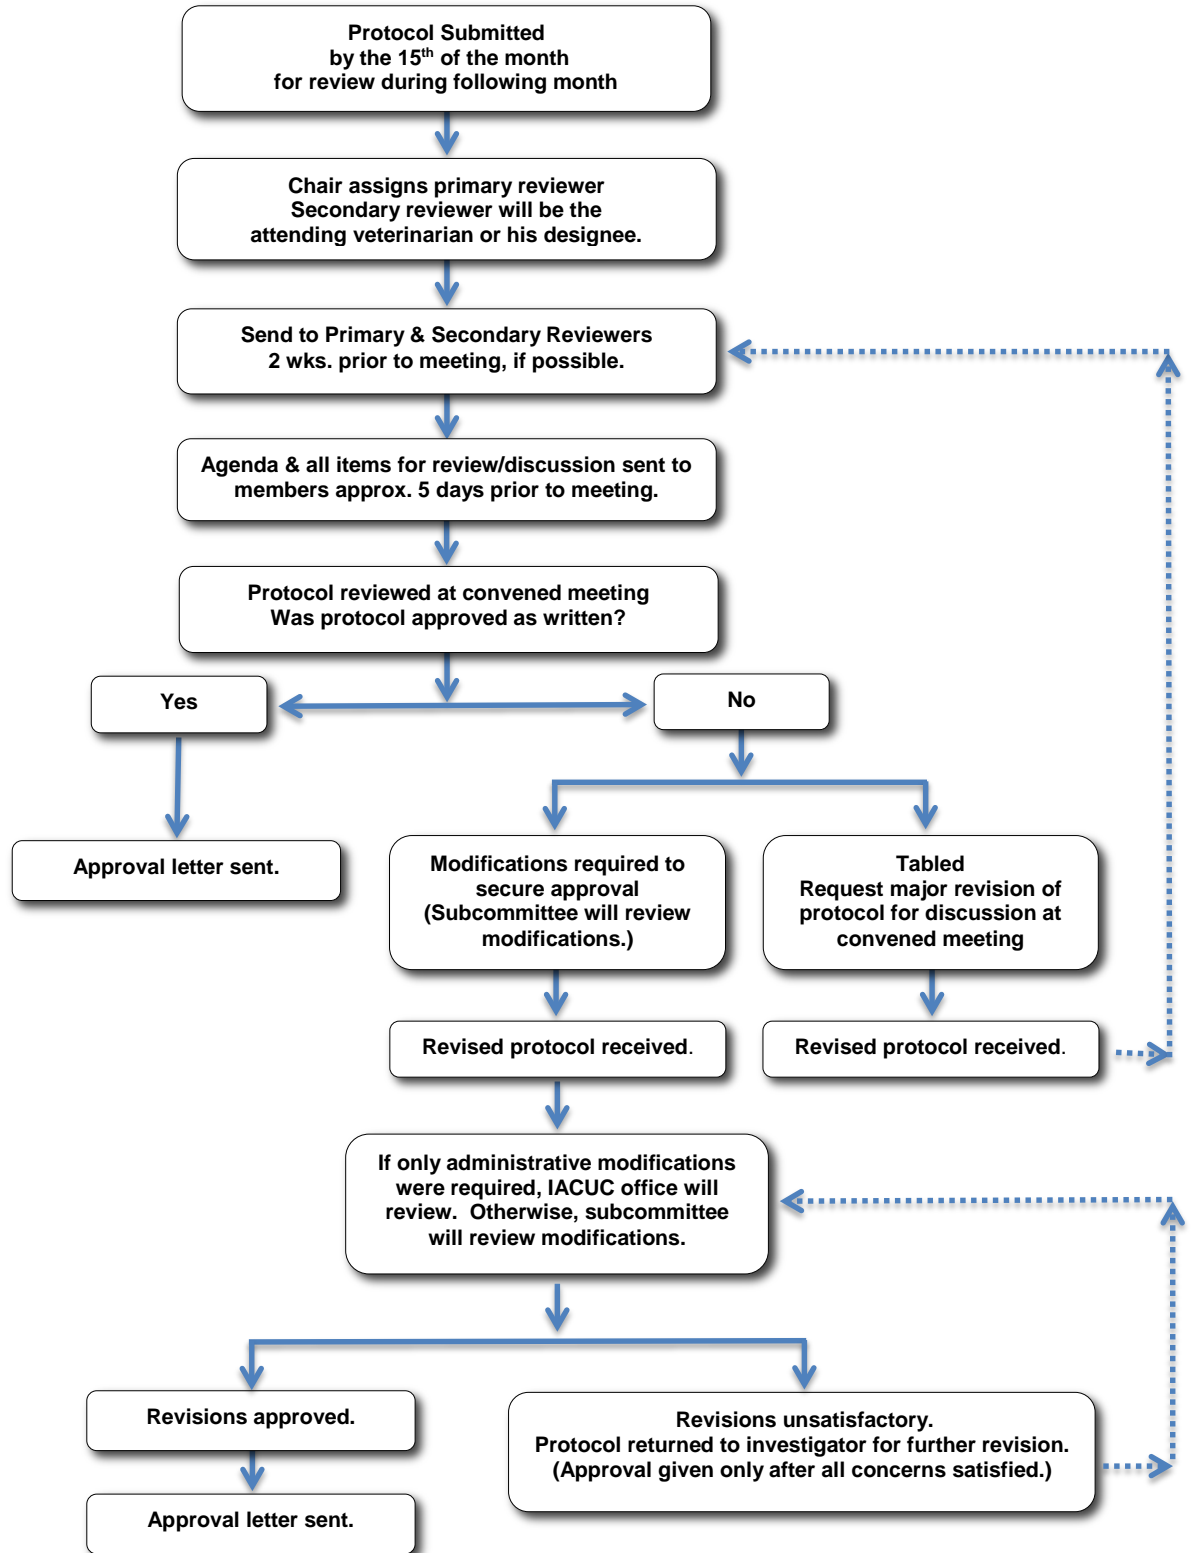 Protocol Submitted
by the 15th of the month
for review during following month
Chair assigns primary reviewer
Secondary reviewer will be the
attending veterinarian or his designee.
Send to Primary & Secondary Reviewers
2 wks. prior to meeting, if possible.
Agenda & all items for review/discussion sent to
members approx. 5 days prior to meeting.
Protocol reviewed at convened meeting
Was protocol approved as written?
Yes
No
Approval letter sent.
Modifications required to
secure approval
(Subcommittee will review
modifications.)
Tabled
Request major revision of
protocol for discussion at
convened meeting
Revised protocol received.
Revised protocol received.
If only administrative modifications
were required, IACUC office will
review.  Otherwise, subcommittee
will review modifications.
Revisions approved.
Revisions unsatisfactory.
Protocol returned to investigator for further revision.
(Approval given only after all concerns satisfied.)
Approval letter sent.